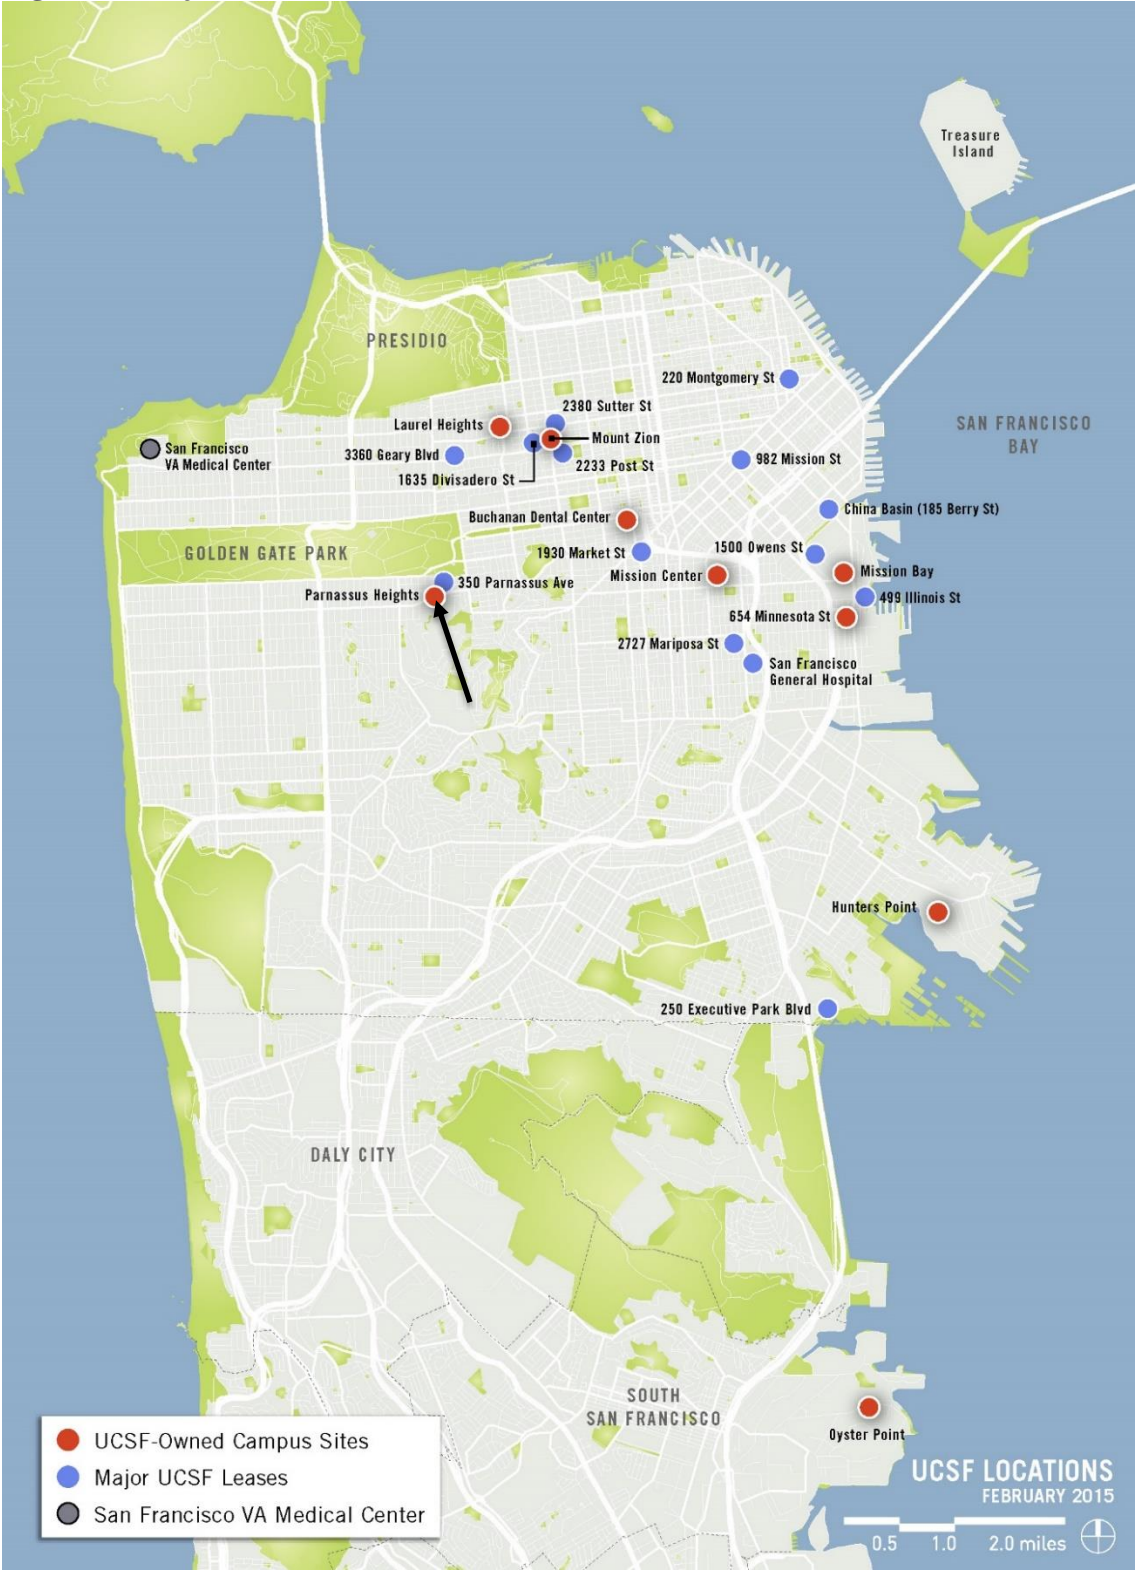 Treasure
Island
PRESIDIO
220 Montgomery St
2380 Sutter St
Laurel Heights
SAN FRANCISCO
BAY
Mount Zion
San Francisco
VA Medical Center
3360 Geary Blvd
982 Mission St
2233 Post St
1635 Divisadero St
China Basin (185 Berry St)
Buchanan Dental Center
GOLDEN GATE PARK
1930 Market St
1500 Owens St
Mission Bay
Mission Center
350 Parnassus Ave
Parnassus Heights
499 Illinois St
654 Minnesota St
2727 Mariposa St
San Francisco
General Hospital
Hunters Point
250 Executive Park Blvd
DALY CITY
SOUTH
SAN FRANCISCO
Oyster Point
UCSF-Owned Campus Sites
Major UCSF Leases
San Francisco VA Medical Center
UCSF LOCATIONS
FEBRUARY 2015
0.5 1.0 2.0 miles